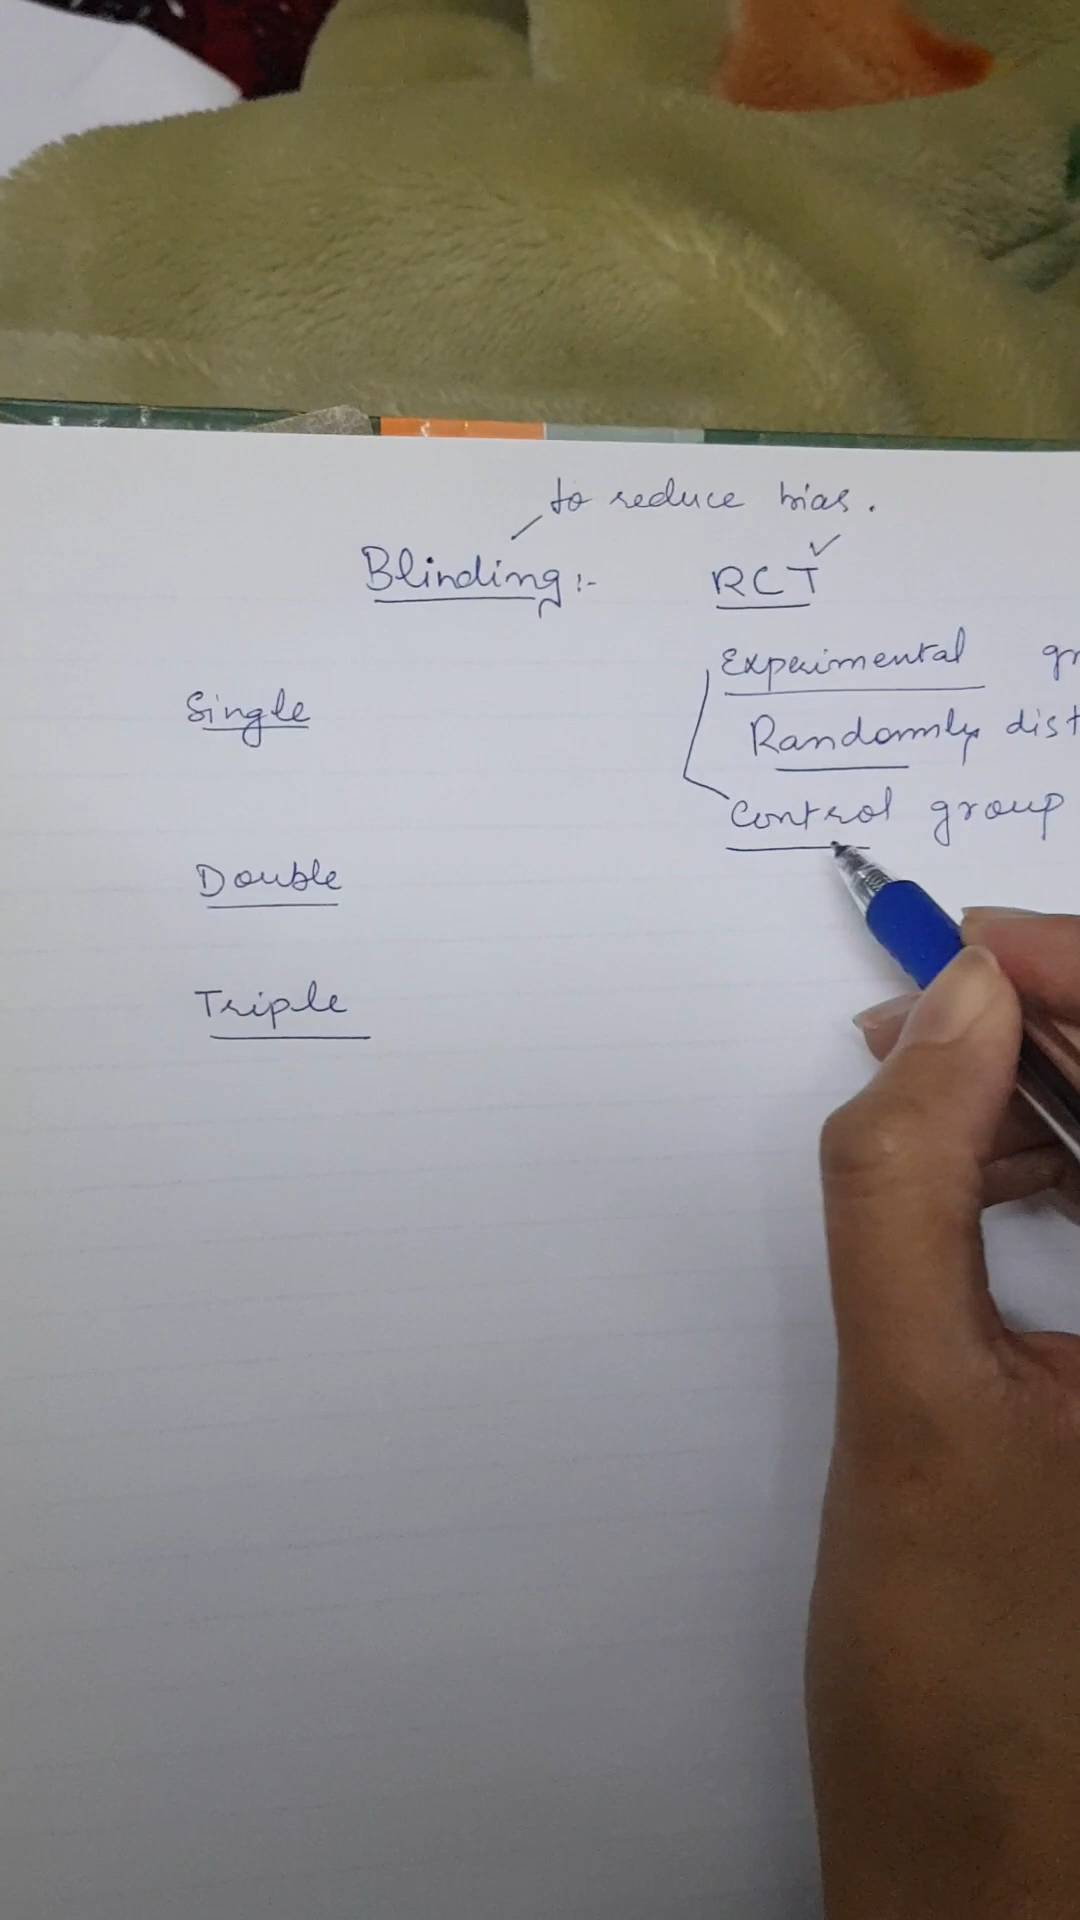 to reduce bias.
Blinding :- RCT
Experimental
Single
Randomly
Control group
Double
Triple